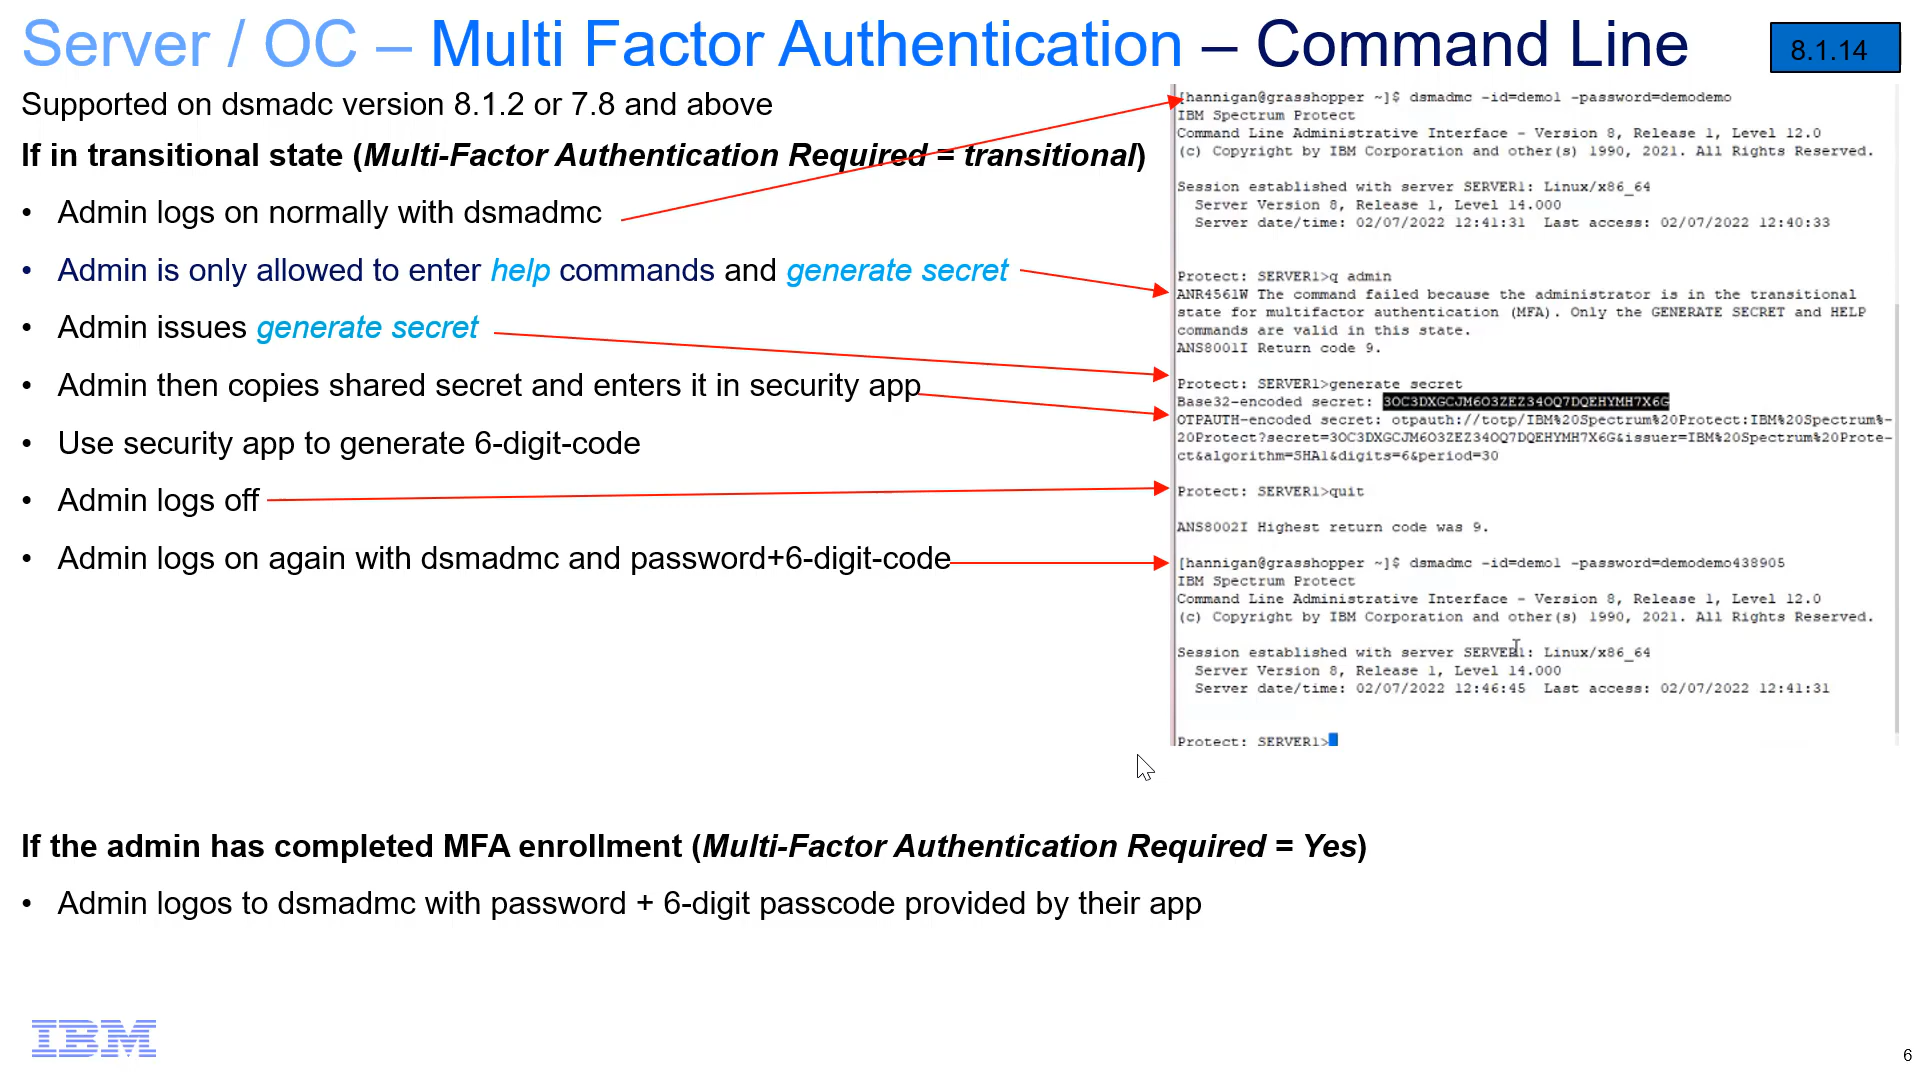 Server / OC – Multi Factor Authentication – Command Line
8.1.14
Supported on dsmadc version 8.1.2 or 7.8 and above
If in transitional state (Multi-Factor Authentication Required = transitional)
• Admin logs on normally with dsmadmc
• Admin is only allowed to enter help commands and generate secret
• Admin issues generate secret
• Admin then copies shared secret and enters it in security app
• Use security app to generate 6-digit-code
• Admin logs off
• Admin logs on again with dsmadmc and password+6-digit-code
[hannigan@grasshopper ~]$ dsmadmc -id=demo1 -password=demodemo
IBM Spectrum Protect
Command Line Administrative Interface - Version 8, Release 1, Level 12.0
(c) Copyright by IBM Corporation and other(s) 1990, 2021. All Rights Reserved.
Session established with server SERVER1: Linux/x86_64
Server Version 8, Release 1, Level 14.000
Server date/time: 02/07/2022 12:41:31 Last access: 02/07/2022 12:40:33
Protect: SERVER1>q admin
ANR4561W The command failed because the administrator is in the transitional
state for multifactor authentication (MFA). Only the GENERATE SECRET and HELP
commands are valid in this state.
ANS8001I Return code 9.
Protect: SERVER1>generate secret
Base32-encoded secret: 3OC3DXGCJM6O3ZEZ34OQ7DQEHYMH7X6G
OTPAUTH-encoded secret: otpauth://totp/IBM%20Spectrum%20Protect:IBM%20Spectrum%-
20Protect?secret=3OC3DXGCJM6O3ZEZ34OQ7DQEHYMH7X6G&issuer=IBM%20Spectrum%20Prote-
ct&algorithm=SHA1&digits=6&period=30
Protect: SERVER1>quit
ANS8002I Highest return code was 9.
[hannigan@grasshopper ~]$ dsmadmc -id=demo1 -password=demodemo438905
IBM Spectrum Protect
Command Line Administrative Interface - Version 8, Release 1, Level 12.0
(c) Copyright by IBM Corporation and other(s) 1990, 2021. All Rights Reserved.
Session established with server SERVER1: Linux/x86_64
Server Version 8, Release 1, Level 14.000
Server date/time: 02/07/2022 12:46:45 Last access: 02/07/2022 12:41:31
Protect: SERVER1>
If the admin has completed MFA enrollment (Multi-Factor Authentication Required = Yes)
• Admin logos to dsmadmc with password + 6-digit passcode provided by their app
IBM
6